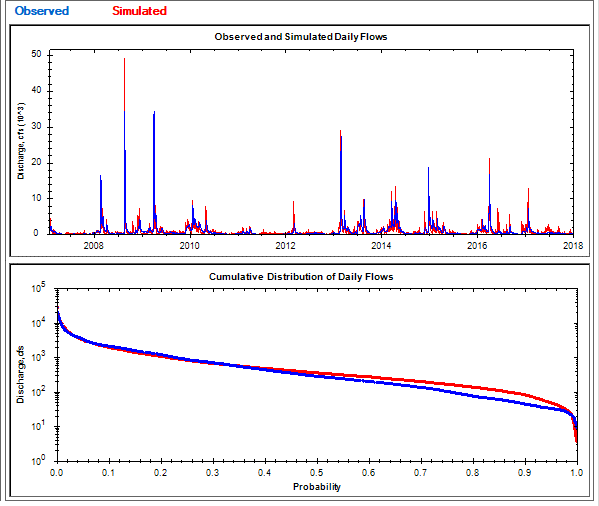 Observed Simulated
Observed and Simulated Daily Flows
Discharge, cfs (10^3)
50
40
30
20
10
0
2008 2010 2012 2014 2016 2018
Cumulative Distribution of Daily Flows
Discharge, cfs
10^5
10^4
10^3
10^2
10^1
10^0
0.0 0.1 0.2 0.3 0.4 0.5 0.6 0.7 0.8 0.9 1.0
Probability